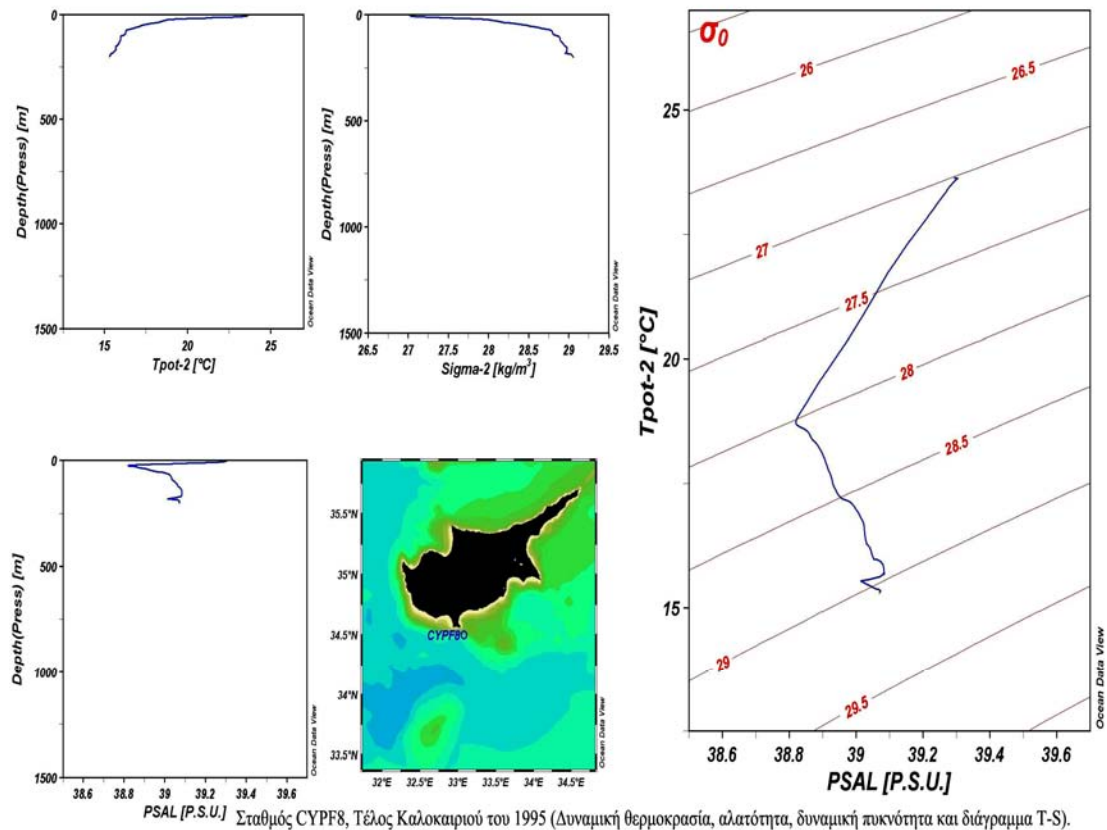 0
500
1000
1500
Depth(Press) [m]
15 20 25
Tpot-2 [°C]
Ocean Data View
0
500
1000
1500
Depth(Press) [m]
26.5 27 27.5 28 28.5 29 29.5
Sigma-2 [kg/m³]
Ocean Data View
σ₀
26
26.5
27
27.5
28
28.5
29
29.5
25
20
15
Tpot-2 [°C]
38.6 38.8 39 39.2 39.4 39.6
PSAL [P.S.U.]
Ocean Data View
0
500
1000
1500
Depth(Press) [m]
38.6 38.8 39 39.2 39.4 39.6
PSAL [P.S.U.]
Ocean Data View
35.5°N
35°N
34.5°N
34°N
33.5°N
CYPF8
32°E 32.5°E 33°E 33.5°E 34°E 34.5°E
Ocean Data View
Σταθμός CYPF8, Τέλος Καλοκαιριού του 1995 (Δυναμική θερμοκρασία, αλατότητα, δυναμική πυκνότητα και διάγραμμα T-S).